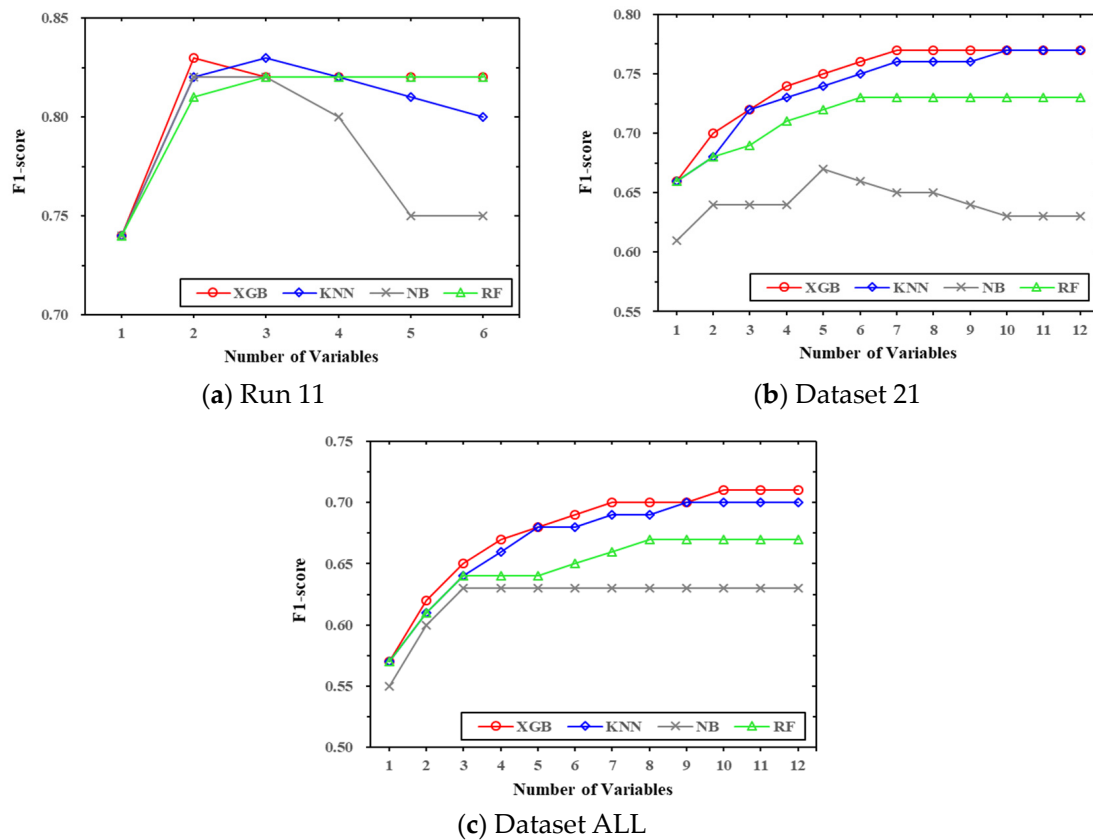 0.85
0.80
0.75
0.70
F1-score
XGB KNN NB RF
1 2 3 4 5 6
Number of Variables
(a) Run 11
0.80
0.75
0.70
0.65
0.60
0.55
F1-score
XGB KNN NB RF
1 2 3 4 5 6 7 8 9 10 11 12
Number of Variables
(b) Dataset 21
0.75
0.70
0.65
0.60
0.55
0.50
F1-score
XGB KNN NB RF
1 2 3 4 5 6 7 8 9 10 11 12
Number of Variables
(c) Dataset ALL